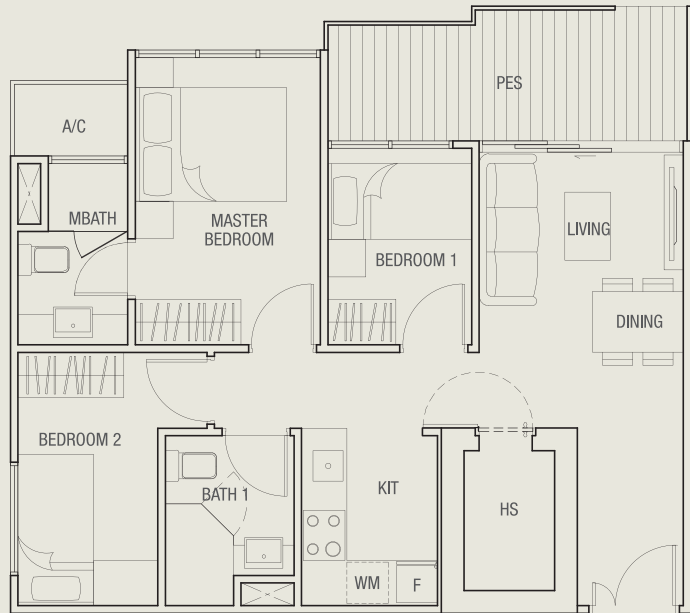 PES
A/C
MBATH
MASTER
BEDROOM
BEDROOM 1
LIVING
DINING
BEDROOM 2
BATH 1
KIT
HS
WM
F